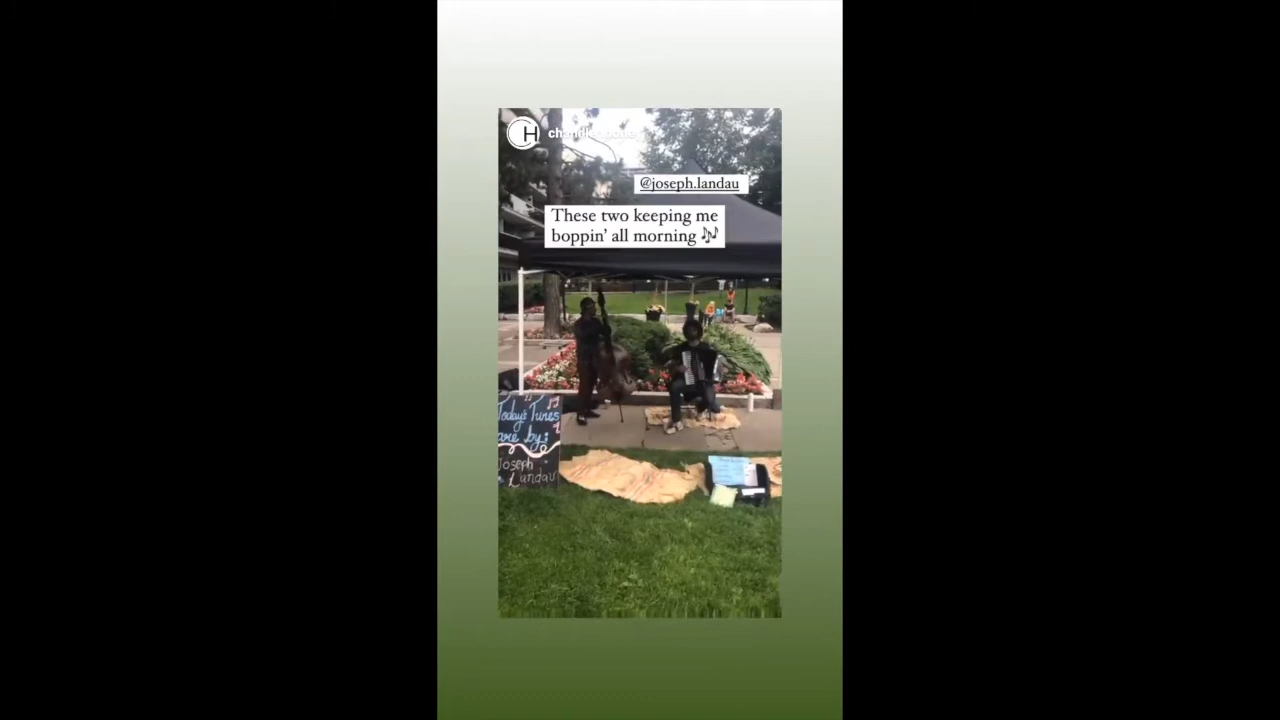 @joseph.landau
These two keeping me
boppin’ all morning 🎶
Today's Tunes
are by:
Joseph
Landau